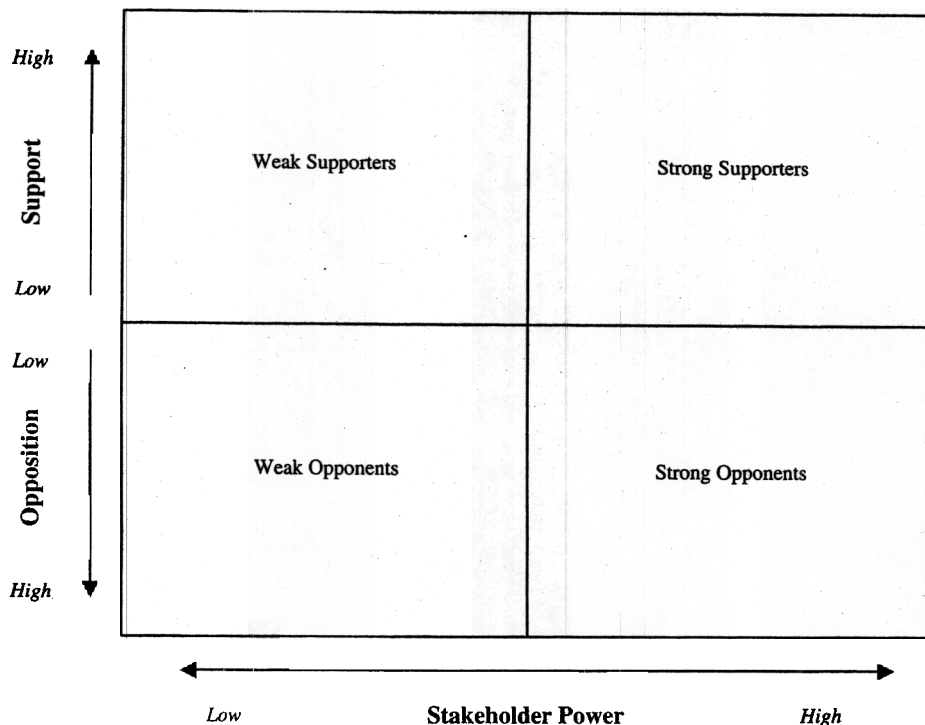 High
Support
Weak Supporters
Strong Supporters
Low
Low
Opposition
Weak Opponents
Strong Opponents
High
Low
Stakeholder Power
High